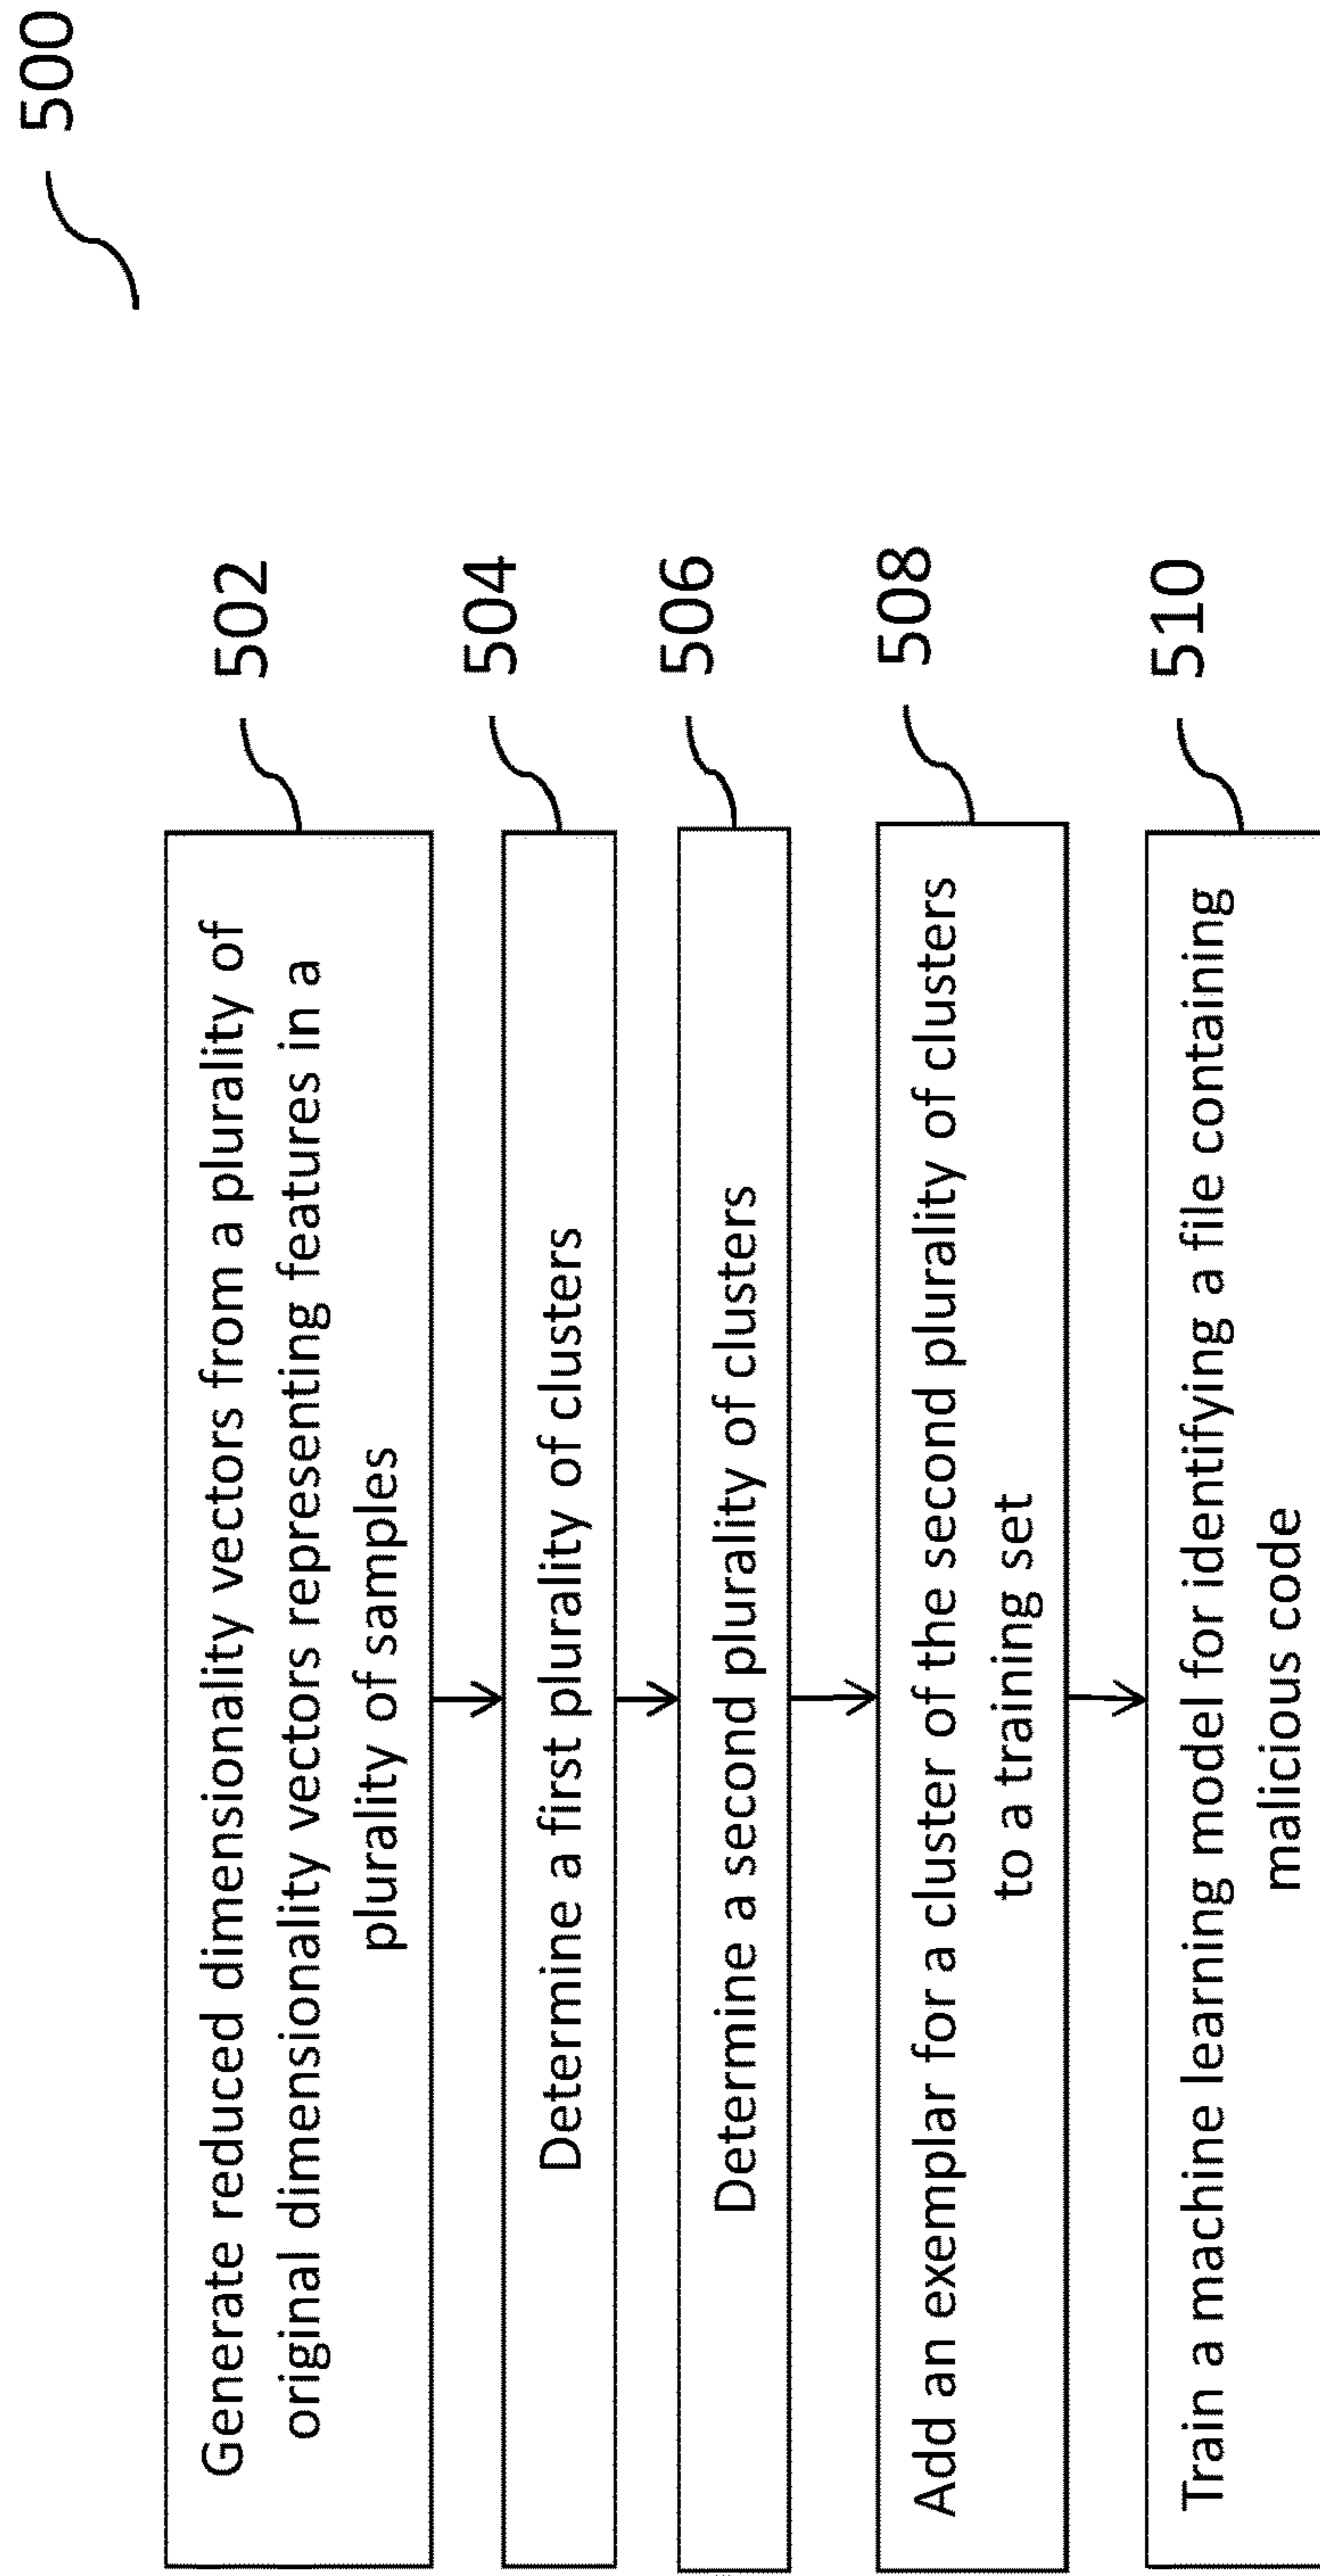 500
Generate reduced dimensionality vectors from a plurality of
original dimensionality vectors representing features in a
plurality of samples
502
Determine a first plurality of clusters
504
Determine a second plurality of clusters
506
Add an exemplar for a cluster of the second plurality of clusters
to a training set
508
Train a machine learning model for identifying a file containing
malicious code
510